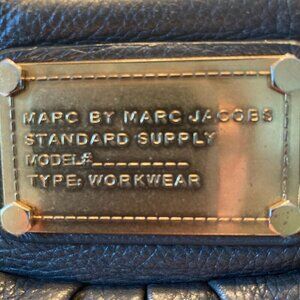 MARC BY MARC JACOBS
STANDARD SUPPLY
MODEL#_ _ _ _ _ _ _
TYPE: WORKWEAR